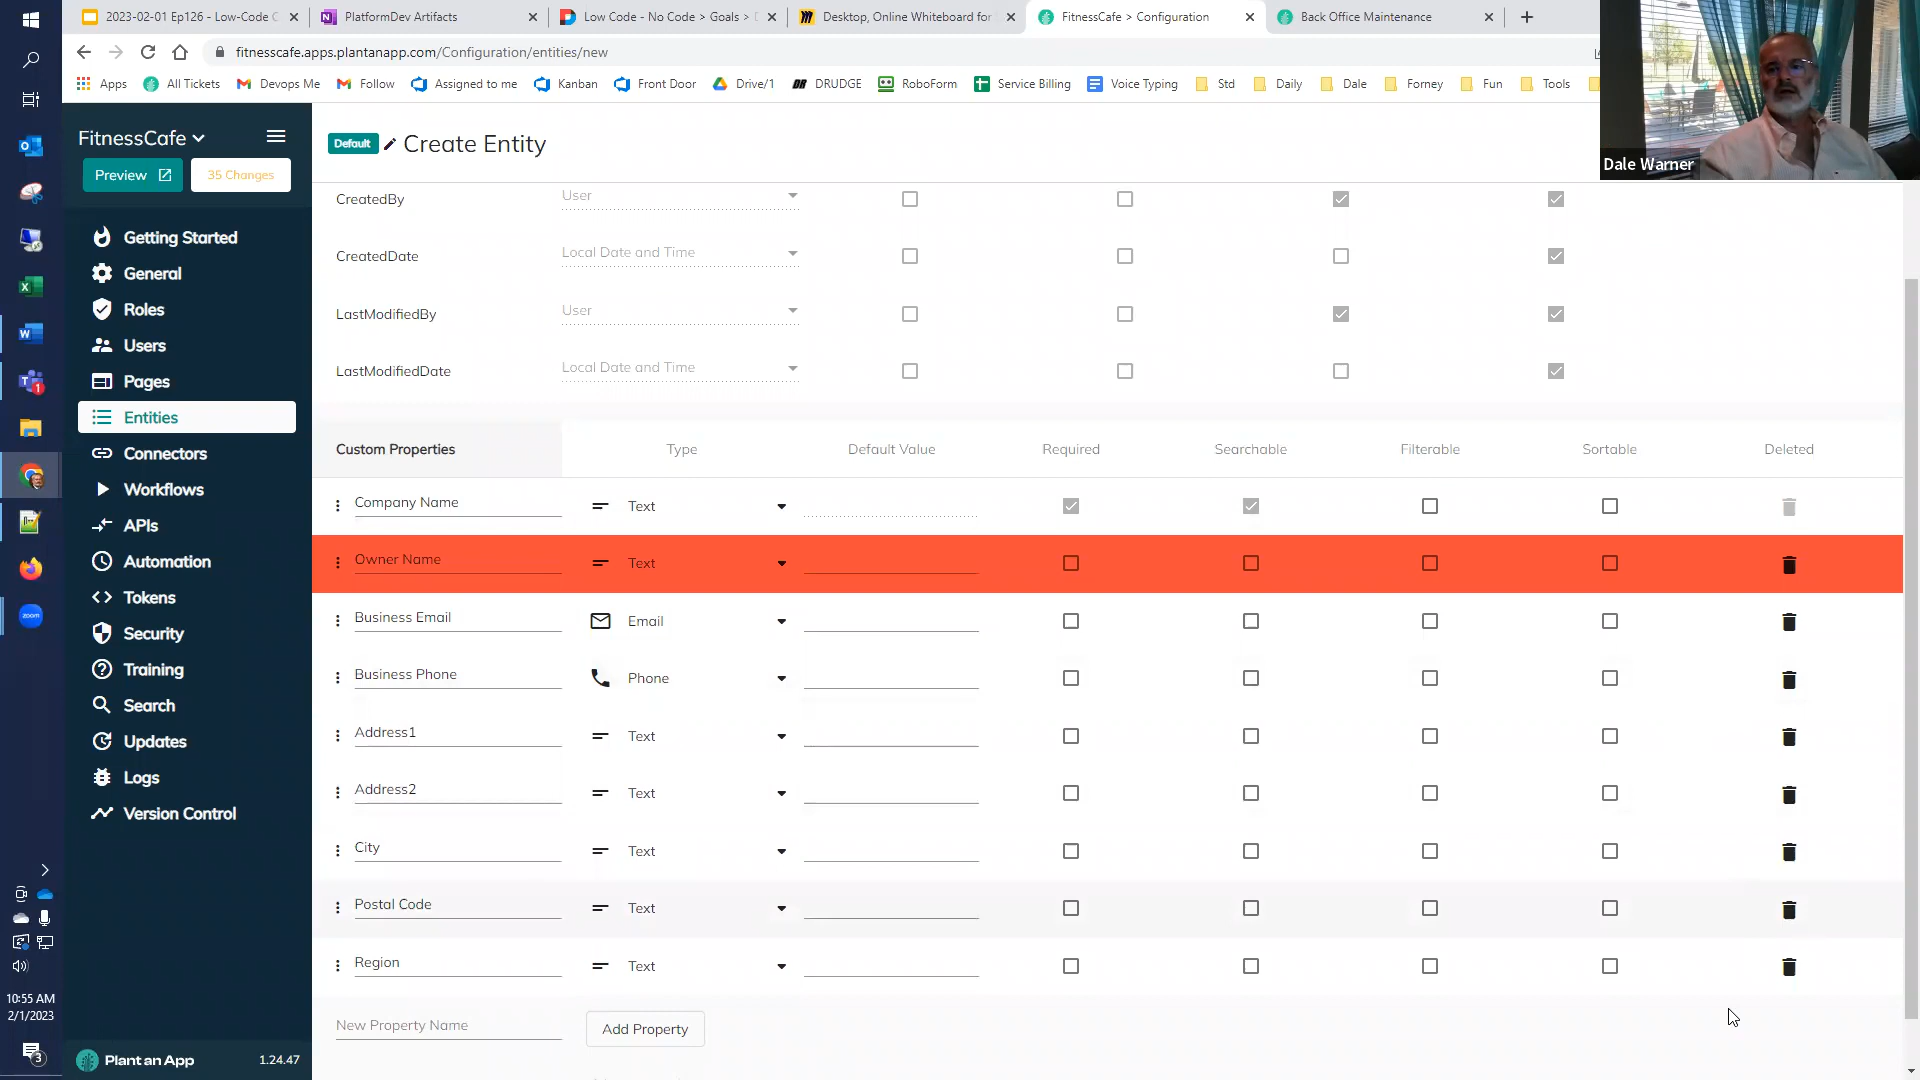 2023-02-01 Ep126 - Low-Code C
PlatformDev Artifacts
Low Code - No Code > Goals >
Desktop, Online Whiteboard for
FitnessCafe > Configuration
Back Office Maintenance
fitnesscafe.apps.plantanapp.com/Configuration/entities/new
Apps
All Tickets
Devops Me
Follow
Assigned to me
Kanban
Front Door
Drive/1
DRUDGE
RoboForm
Service Billing
Voice Typing
Std
Daily
Dale
Forney
Fun
Tools
Dale Warner
FitnessCafe
Preview
35 Changes
Default
Create Entity
Getting Started
General
Roles
Users
Pages
Entities
Connectors
Workflows
APIs
Automation
Tokens
Security
Training
Search
Updates
Logs
Version Control
Plant an App
1.24.47
CreatedBy
User
CreatedDate
Local Date and Time
LastModifiedBy
User
LastModifiedDate
Local Date and Time
Custom Properties
Type
Default Value
Required
Searchable
Filterable
Sortable
Deleted
Company Name
Text
Owner Name
Text
Business Email
Email
Business Phone
Phone
Address1
Text
Address2
Text
City
Text
Postal Code
Text
Region
Text
New Property Name
Add Property
zoom
10:55 AM
2/1/2023
3